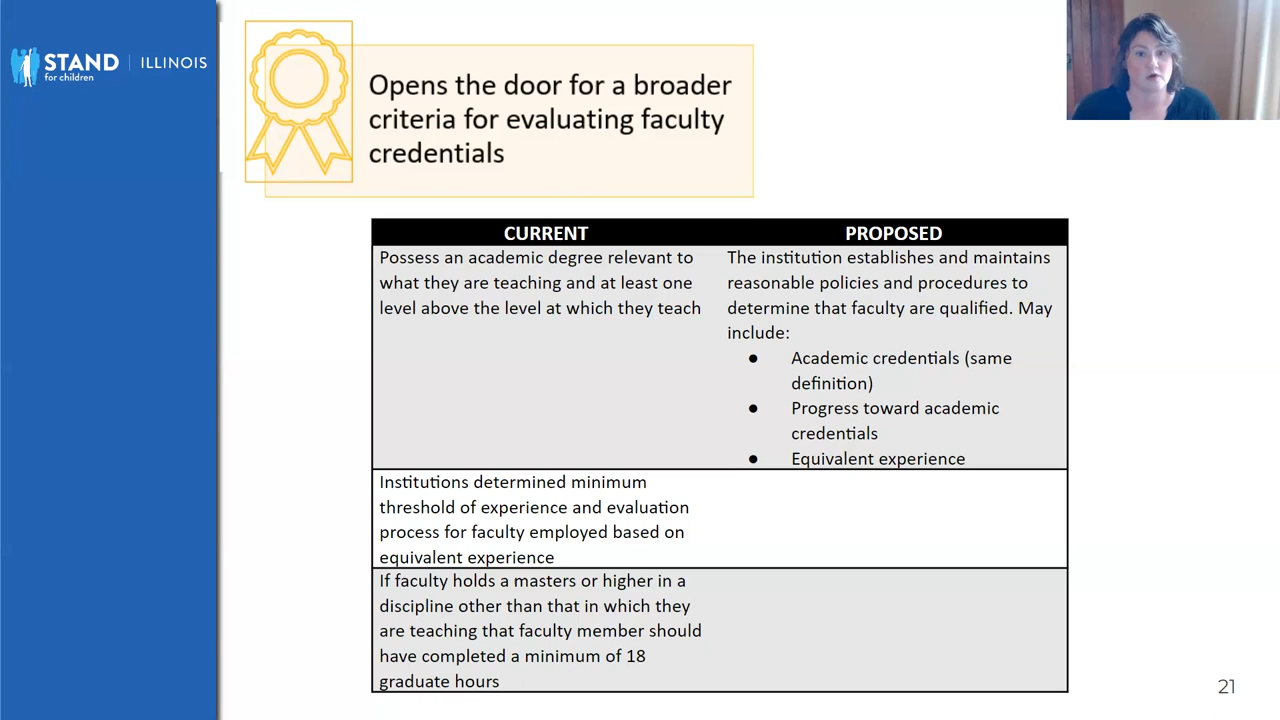 STAND
for children
ILLINOIS
Opens the door for a broader
criteria for evaluating faculty
credentials
CURRENT
PROPOSED
Possess an academic degree relevant to
what they are teaching and at least one
level above the level at which they teach
The institution establishes and maintains
reasonable policies and procedures to
determine that faculty are qualified. May
include:
● Academic credentials (same
definition)
● Progress toward academic
credentials
● Equivalent experience
Institutions determined minimum
threshold of experience and evaluation
process for faculty employed based on
equivalent experience
If faculty holds a masters or higher in a
discipline other than that in which they
are teaching that faculty member should
have completed a minimum of 18
graduate hours
21